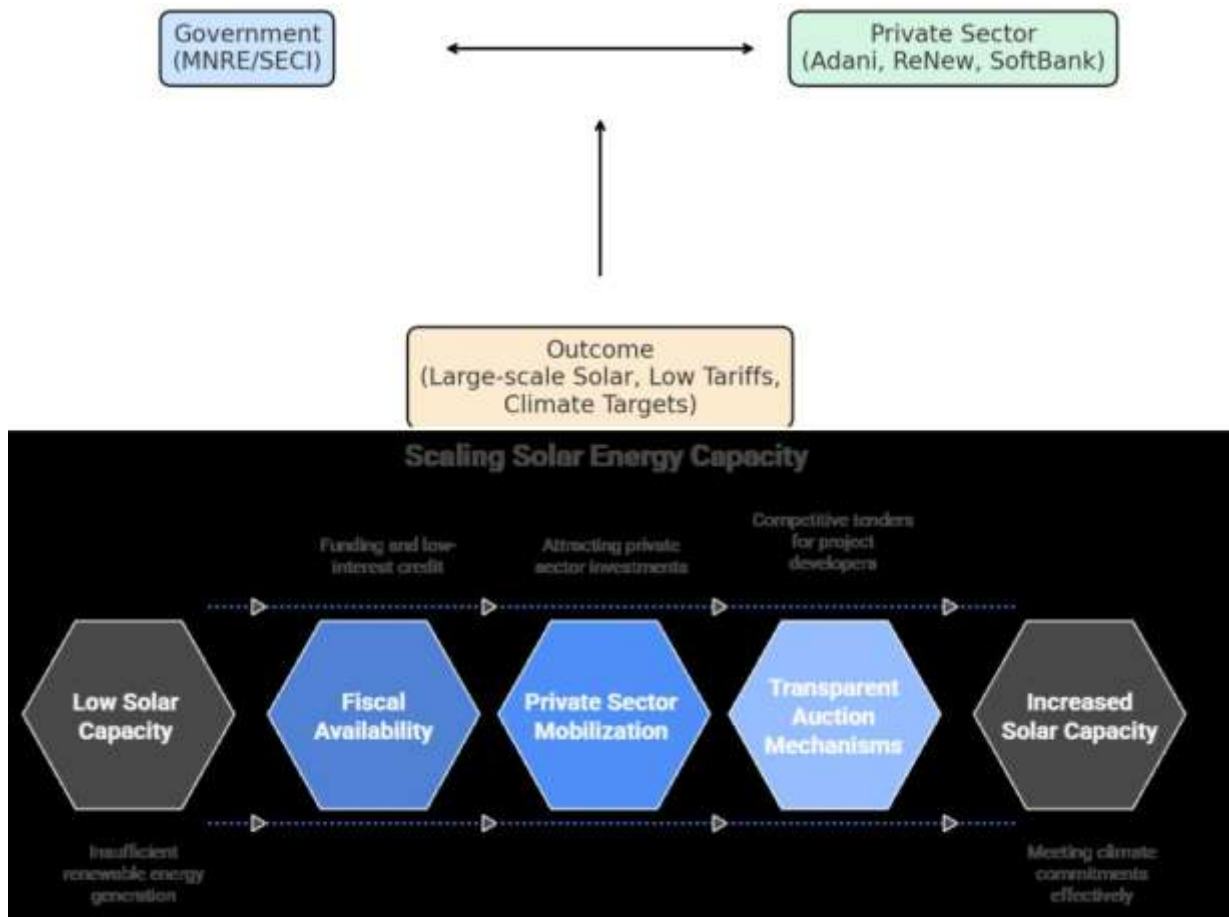 Government
(MNRE/SECI)
Private Sector
(Adani, ReNew, SoftBank)
Outcome
(Large-scale Solar, Low Tariffs,
Climate Targets)
Scaling Solar Energy Capacity
Funding and low-
interest credit
Attracting private
sector investments
Competitive tenders
for project
developers
Low Solar
Capacity
Fiscal
Availability
Private Sector
Mobilization
Transparent
Auction
Mechanisms
Increased
Solar Capacity
Insufficient
renewable energy
generation
Meeting climate
commitments
effectively